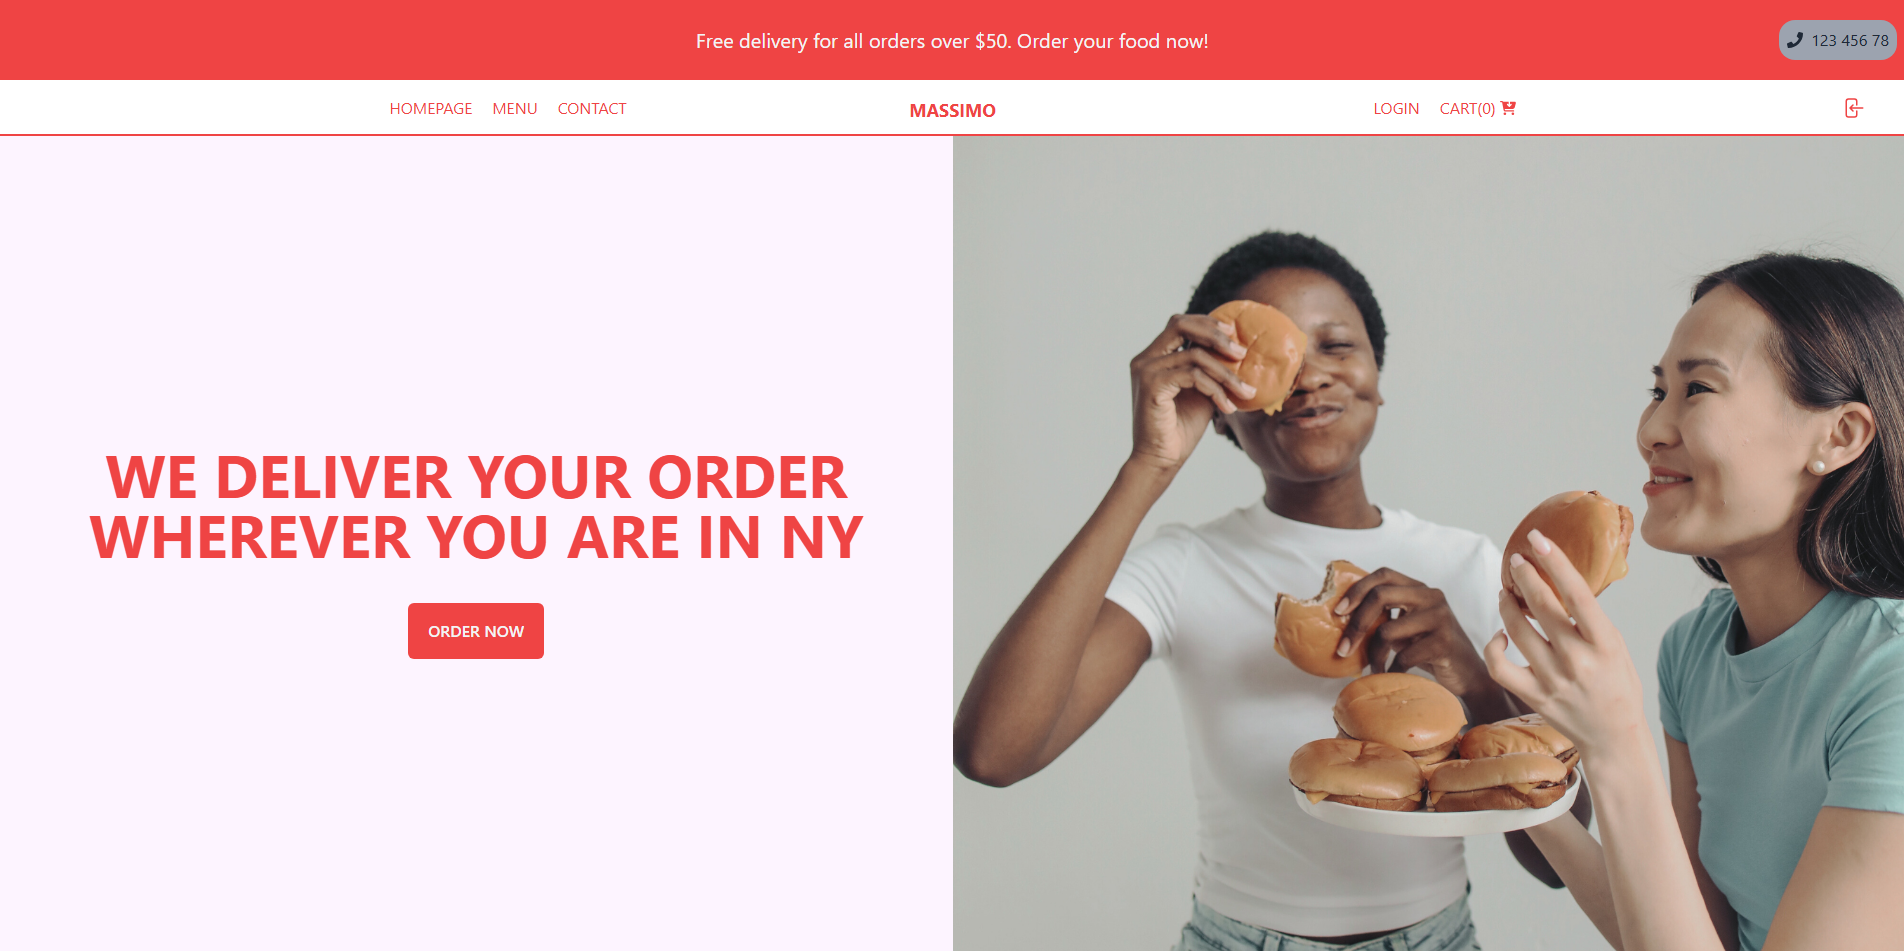 Free delivery for all orders over $50. Order your food now!
123 456 78
HOMEPAGE MENU CONTACT MASSIMO LOGIN CART(0)
WE DELIVER YOUR ORDER
WHEREVER YOU ARE IN NY
ORDER NOW